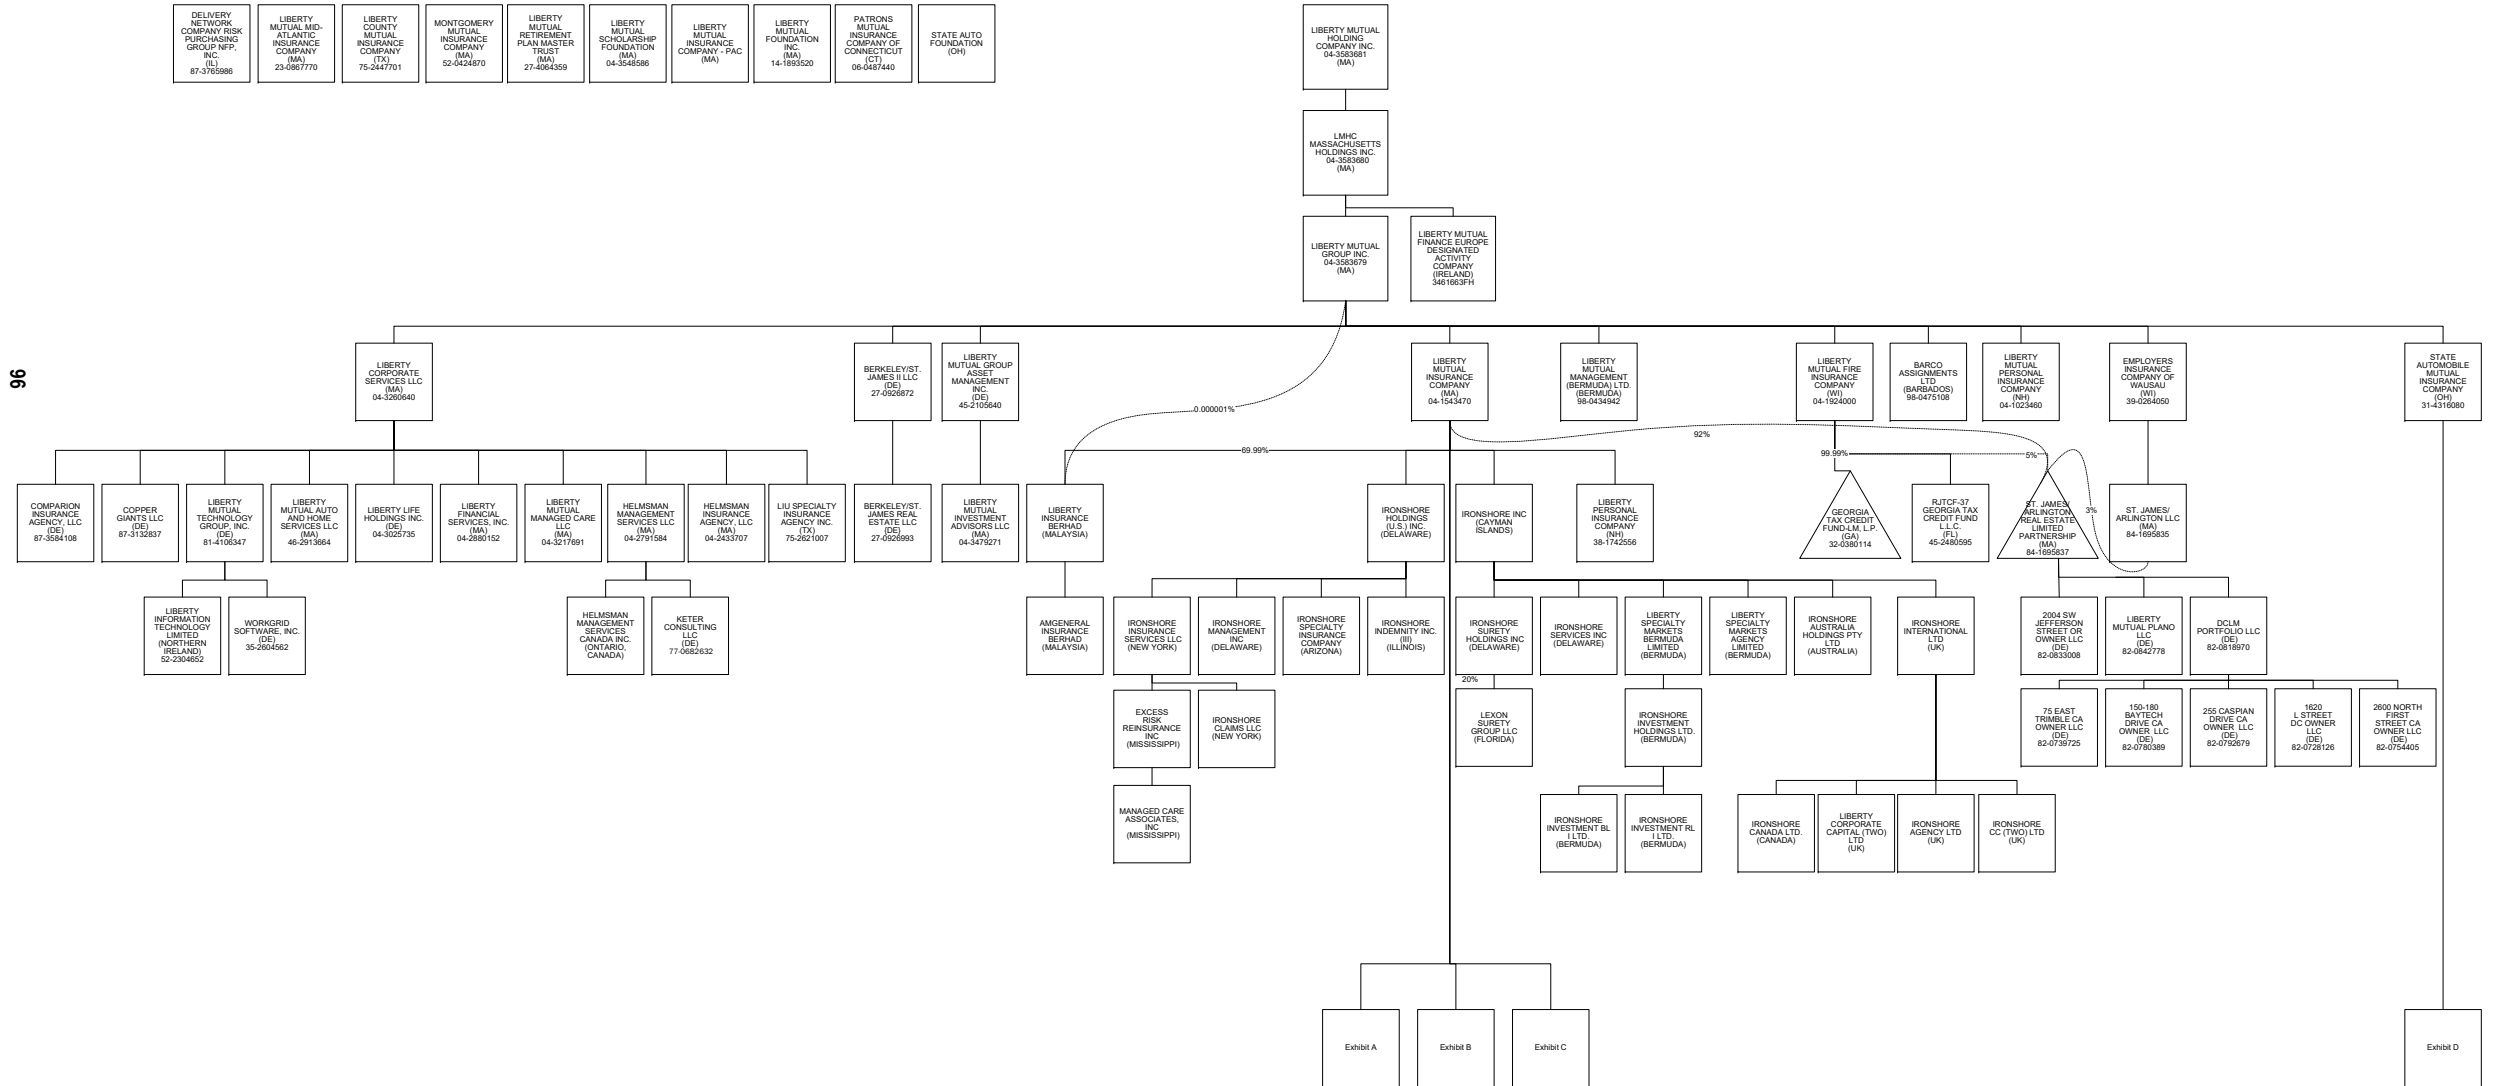 DELIVERY
NETWORK
COMPANY RISK
PURCHASING
GROUP NFP,
INC.
(IL)
87-3765986
LIBERTY
MUTUAL MID-
ATLANTIC
INSURANCE
COMPANY
(MA)
23-0867770
LIBERTY
COUNTY
MUTUAL
INSURANCE
COMPANY
(TX)
75-2447701
MONTGOMERY
MUTUAL
INSURANCE
COMPANY
(MA)
52-0424870
LIBERTY
MUTUAL
RETIREMENT
PLAN MASTER
TRUST
(MA)
27-4064359
LIBERTY
MUTUAL
SCHOLARSHIP
FOUNDATION
(MA)
04-3548586
LIBERTY
MUTUAL
INSURANCE
COMPANY - PAC
(MA)
LIBERTY
MUTUAL
FOUNDATION
INC.
(MA)
14-1893520
PATRONS
MUTUAL
INSURANCE
COMPANY OF
CONNECTICUT
(CT)
06-0487440
STATE AUTO
FOUNDATION
(OH)
LIBERTY MUTUAL
HOLDING
COMPANY INC.
04-3583681
(MA)
LMHC
MASSACHUSETTS
HOLDINGS INC.
04-3583680
(MA)
LIBERTY MUTUAL
GROUP INC.
04-3583679
(MA)
LIBERTY MUTUAL
FINANCE EUROPE
DESIGNATED
ACTIVITY
COMPANY
(IRELAND)
3461663FH
96
LIBERTY
CORPORATE
SERVICES LLC
(MA)
04-3260640
BERKELEY/ST.
JAMES II LLC
(DE)
27-0926872
LIBERTY
MUTUAL GROUP
ASSET
MANAGEMENT
INC.
(DE)
45-2105640
LIBERTY
MUTUAL
INSURANCE
COMPANY
(MA)
04-1543470
LIBERTY
MUTUAL
MANAGEMENT
(BERMUDA) LTD.
(BERMUDA)
98-0434942
LIBERTY
MUTUAL FIRE
INSURANCE
COMPANY
(WI)
04-1924000
BARCO
ASSIGNMENTS
LTD
(BARBADOS)
98-0475108
LIBERTY
MUTUAL
PERSONAL
INSURANCE
COMPANY
(NH)
04-1023460
EMPLOYERS
INSURANCE
COMPANY OF
WAUSAU
(WI)
39-0264050
STATE
AUTOMOBILE
MUTUAL
INSURANCE
COMPANY
(OH)
31-4316080
0.000001%
92%
69.99%
99.99%
5%
3%
COMPARION
INSURANCE
AGENCY, LLC
(DE)
87-3584108
COPPER
GIANTS LLC
(DE)
87-3132837
LIBERTY
MUTUAL
TECHNOLOGY
GROUP, INC.
(DE)
81-4106347
LIBERTY
MUTUAL AUTO
AND HOME
SERVICES LLC
(MA)
46-2913664
LIBERTY LIFE
HOLDINGS INC.
(DE)
04-3025735
LIBERTY
FINANCIAL
SERVICES, INC.
(MA)
04-2880152
LIBERTY
MUTUAL
MANAGED CARE
LLC
(MA)
04-3217691
HELMSMAN
MANAGEMENT
SERVICES LLC
(MA)
04-2791584
HELMSMAN
INSURANCE
AGENCY, LLC
(MA)
04-2433707
LIU SPECIALTY
INSURANCE
AGENCY INC.
(TX)
75-2621007
BERKELEY/ST.
JAMES REAL
ESTATE LLC
(DE)
27-0926993
LIBERTY
MUTUAL
INVESTMENT
ADVISORS LLC
(MA)
04-3479271
LIBERTY
INSURANCE
BERHAD
(MALAYSIA)
IRONSHORE
HOLDINGS
(U.S.) INC.
(DELAWARE)
IRONSHORE INC
(CAYMAN
ISLANDS)
LIBERTY
PERSONAL
INSURANCE
COMPANY
(NH)
38-1742556
GEORGIA
TAX CREDIT
FUND-LM, L.P.
(GA)
32-0380114
RJTCF-37
GEORGIA TAX
CREDIT FUND
L.L.C.
(FL)
45-2480595
ST. JAMES/
ARLINGTON
REAL ESTATE
LIMITED
PARTNERSHIP
(MA)
84-1695837
ST. JAMES/
ARLINGTON LLC
(MA)
84-1695835
LIBERTY
INFORMATION
TECHNOLOGY
LIMITED
(NORTHERN
IRELAND)
52-2304652
WORKGRID
SOFTWARE, INC.
(DE)
35-2604562
HELMSMAN
MANAGEMENT
SERVICES
CANADA INC.
(ONTARIO,
CANADA)
KETER
CONSULTING
LLC
(DE)
77-0682632
AMGENERAL
INSURANCE
BERHAD
(MALAYSIA)
IRONSHORE
INSURANCE
SERVICES LLC
(NEW YORK)
IRONSHORE
MANAGEMENT
INC
(DELAWARE)
IRONSHORE
SPECIALTY
INSURANCE
COMPANY
(ARIZONA)
IRONSHORE
INDEMNITY INC.
(III)
(ILLINOIS)
IRONSHORE
SURETY
HOLDINGS INC
(DELAWARE)
IRONSHORE
SERVICES INC
(DELAWARE)
LIBERTY
SPECIALTY
MARKETS
BERMUDA
LIMITED
(BERMUDA)
LIBERTY
SPECIALTY
MARKETS
AGENCY
LIMITED
(BERMUDA)
IRONSHORE
AUSTRALIA
HOLDINGS PTY
LTD
(AUSTRALIA)
IRONSHORE
INTERNATIONAL
LTD
(UK)
2004 SW
JEFFERSON
STREET OR
OWNER LLC
(DE)
82-0833008
LIBERTY
MUTUAL PLANO
LLC
(DE)
82-0842778
DCLM
PORTFOLIO LLC
(DE)
82-0818970
20%
EXCESS
RISK
REINSURANCE
INC
(MISSISSIPPI)
IRONSHORE
CLAIMS LLC
(NEW YORK)
LEXON
SURETY
GROUP LLC
(FLORIDA)
IRONSHORE
INVESTMENT
HOLDINGS LTD.
(BERMUDA)
75 EAST
TRIMBLE CA
OWNER LLC
(DE)
82-0739725
150-180
BAYTECH
DRIVE CA
OWNER LLC
(DE)
82-0780389
255 CASPIAN
DRIVE CA
OWNER LLC
(DE)
82-0792679
1620
L STREET
DC OWNER
LLC
(DE)
82-0728126
2600 NORTH
FIRST
STREET CA
OWNER LLC
(DE)
82-0754405
MANAGED CARE
ASSOCIATES,
INC
(MISSISSIPPI)
IRONSHORE
INVESTMENT BL
I LTD.
(BERMUDA)
IRONSHORE
INVESTMENT RL
I LTD.
(BERMUDA)
IRONSHORE
CANADA LTD.
(CANADA)
LIBERTY
CORPORATE
CAPITAL (TWO)
LTD
(UK)
IRONSHORE
AGENCY LTD
(UK)
IRONSHORE
CC (TWO) LTD
(UK)
Exhibit A
Exhibit B
Exhibit C
Exhibit D